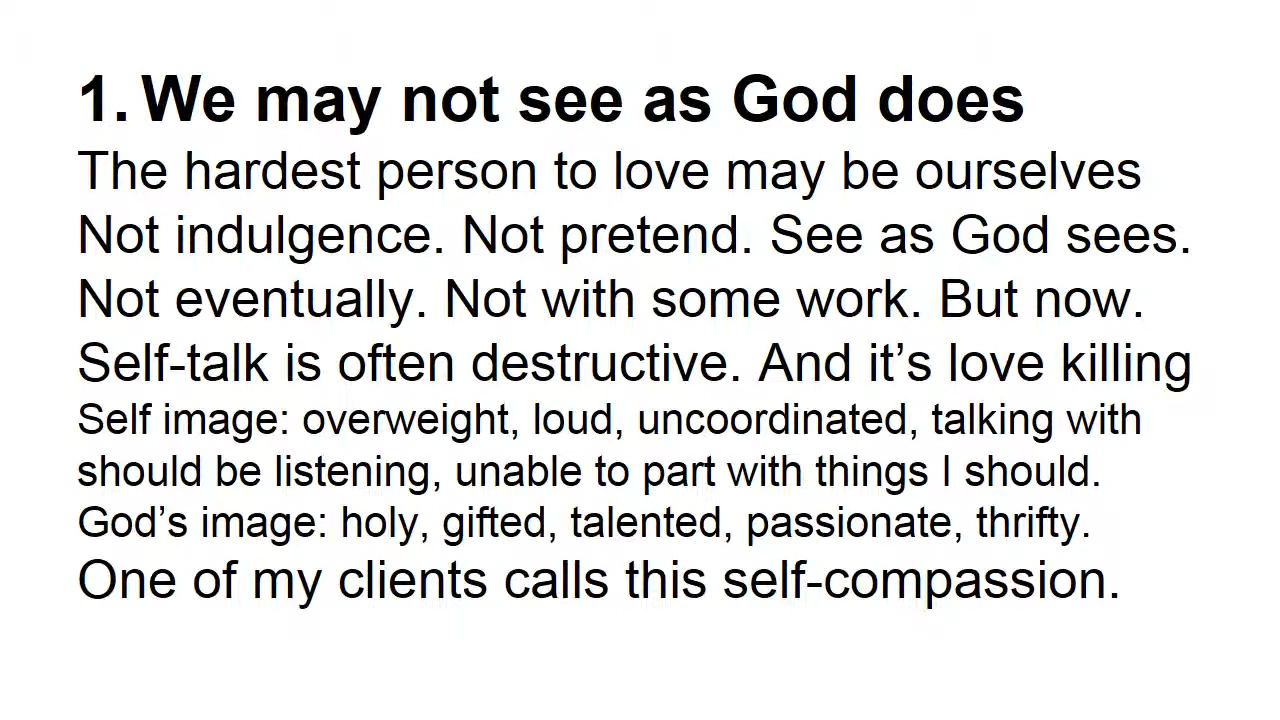 1. We may not see as God does
The hardest person to love may be ourselves
Not indulgence. Not pretend. See as God sees.
Not eventually. Not with some work. But now.
Self-talk is often destructive. And it’s love killing
Self image: overweight, loud, uncoordinated, talking with
should be listening, unable to part with things I should.
God’s image: holy, gifted, talented, passionate, thrifty.
One of my clients calls this self-compassion.